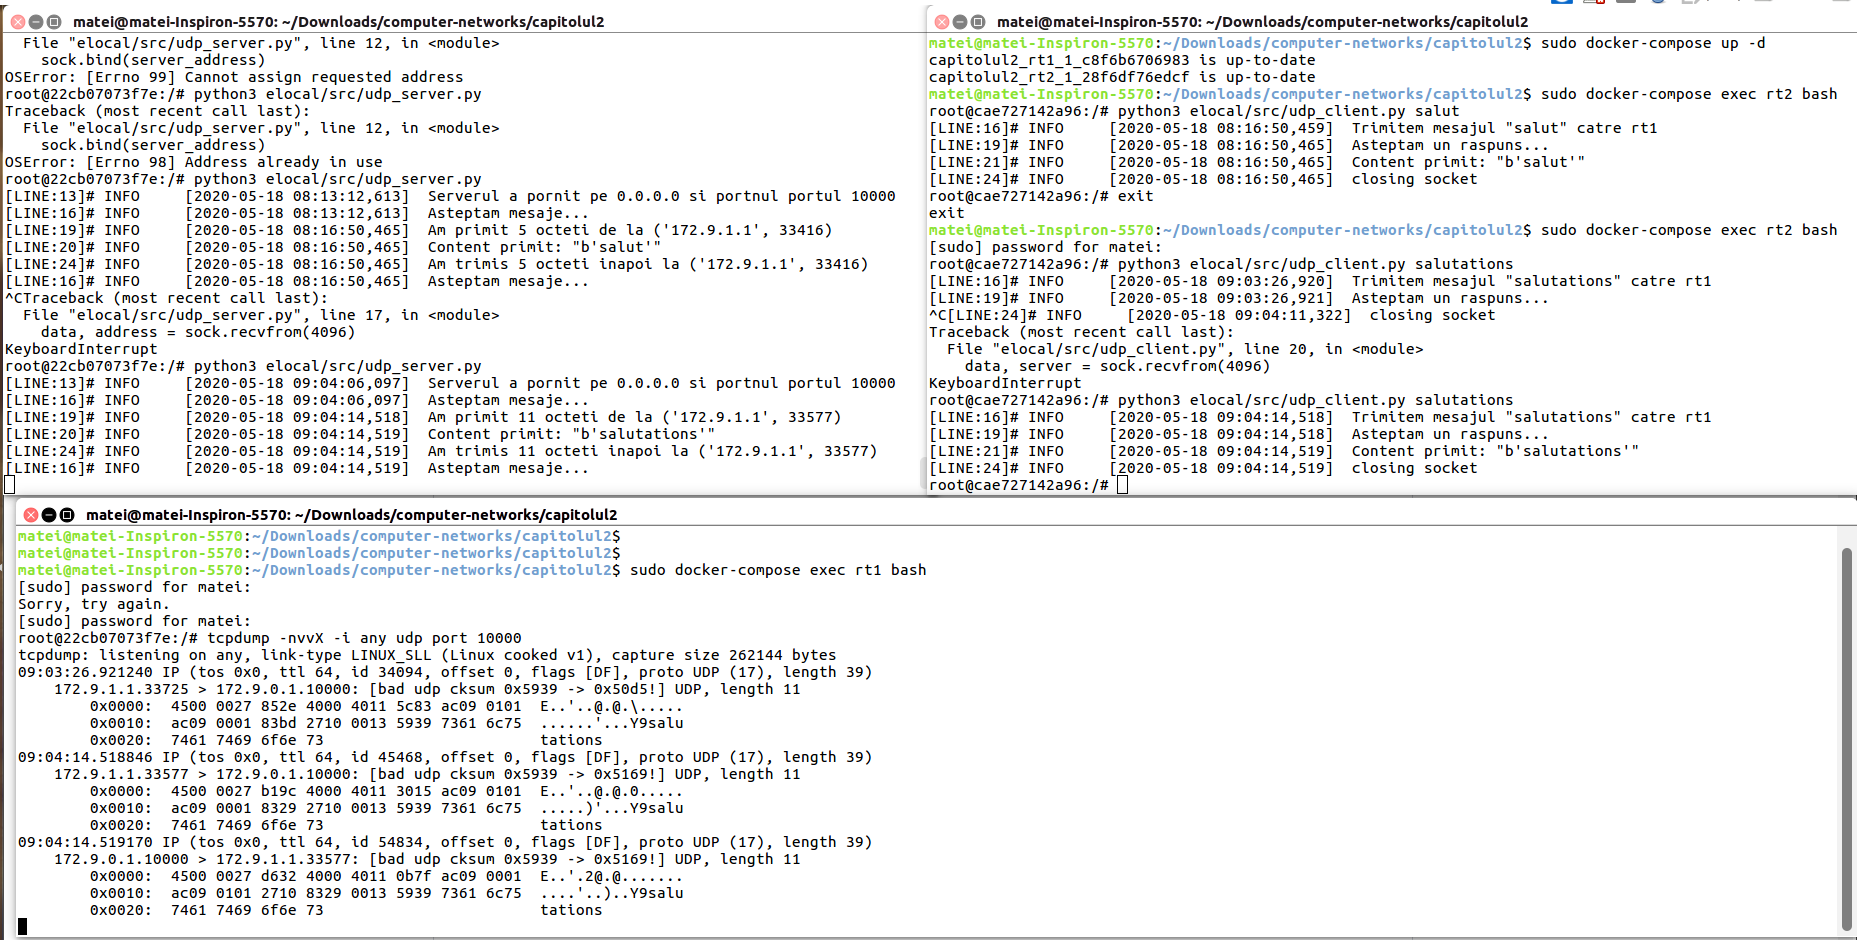 matei@matei-Inspiron-5570: ~/Downloads/computer-networks/capitolul2
  File "elocal/src/udp_server.py", line 12, in <module>
    sock.bind(server_address)
OSError: [Errno 99] Cannot assign requested address
root@22cb07073f7e:/# python3 elocal/src/udp_server.py
Traceback (most recent call last):
  File "elocal/src/udp_server.py", line 12, in <module>
    sock.bind(server_address)
OSError: [Errno 98] Address already in use
root@22cb07073f7e:/# python3 elocal/src/udp_server.py
[LINE:13]# INFO     [2020-05-18 08:13:12,613]  Serverul a pornit pe 0.0.0.0 si portnul portul 10000
[LINE:16]# INFO     [2020-05-18 08:13:12,613]  Asteptam mesaje...
[LINE:19]# INFO     [2020-05-18 08:16:50,465]  Am primit 5 octeti de la ('172.9.1.1', 33416)
[LINE:20]# INFO     [2020-05-18 08:16:50,465]  Content primit: "b'salut'"
[LINE:24]# INFO     [2020-05-18 08:16:50,465]  Am trimis 5 octeti inapoi la ('172.9.1.1', 33416)
[LINE:16]# INFO     [2020-05-18 08:16:50,465]  Asteptam mesaje...
^CTraceback (most recent call last):
  File "elocal/src/udp_server.py", line 17, in <module>
    data, address = sock.recvfrom(4096)
KeyboardInterrupt
root@22cb07073f7e:/# python3 elocal/src/udp_server.py
[LINE:13]# INFO     [2020-05-18 09:04:06,097]  Serverul a pornit pe 0.0.0.0 si portnul portul 10000
[LINE:16]# INFO     [2020-05-18 09:04:06,097]  Asteptam mesaje...
[LINE:19]# INFO     [2020-05-18 09:04:14,518]  Am primit 11 octeti de la ('172.9.1.1', 33577)
[LINE:20]# INFO     [2020-05-18 09:04:14,519]  Content primit: "b'salutations'"
[LINE:24]# INFO     [2020-05-18 09:04:14,519]  Am trimis 11 octeti inapoi la ('172.9.1.1', 33577)
[LINE:16]# INFO     [2020-05-18 09:04:14,519]  Asteptam mesaje...
matei@matei-Inspiron-5570: ~/Downloads/computer-networks/capitolul2
matei@matei-Inspiron-5570:~/Downloads/computer-networks/capitolul2$ sudo docker-compose up -d
capitolul2_rt1_1_c8f6b6706983 is up-to-date
capitolul2_rt2_1_28f6df76edcf is up-to-date
matei@matei-Inspiron-5570:~/Downloads/computer-networks/capitolul2$ sudo docker-compose exec rt2 bash
root@cae727142a96:/# python3 elocal/src/udp_client.py salut
[LINE:16]# INFO     [2020-05-18 08:16:50,459]  Trimitem mesajul "salut" catre rt1
[LINE:19]# INFO     [2020-05-18 08:16:50,465]  Asteptam un raspuns...
[LINE:21]# INFO     [2020-05-18 08:16:50,465]  Content primit: "b'salut'"
[LINE:24]# INFO     [2020-05-18 08:16:50,465]  closing socket
root@cae727142a96:/# exit
exit
matei@matei-Inspiron-5570:~/Downloads/computer-networks/capitolul2$ sudo docker-compose exec rt2 bash
[sudo] password for matei:
root@cae727142a96:/# python3 elocal/src/udp_client.py salutations
[LINE:16]# INFO     [2020-05-18 09:03:26,920]  Trimitem mesajul "salutations" catre rt1
[LINE:19]# INFO     [2020-05-18 09:03:26,921]  Asteptam un raspuns...
^C[LINE:24]# INFO     [2020-05-18 09:04:11,322]  closing socket
Traceback (most recent call last):
  File "elocal/src/udp_client.py", line 20, in <module>
    data, server = sock.recvfrom(4096)
KeyboardInterrupt
root@cae727142a96:/# python3 elocal/src/udp_client.py salutations
[LINE:16]# INFO     [2020-05-18 09:04:14,518]  Trimitem mesajul "salutations" catre rt1
[LINE:19]# INFO     [2020-05-18 09:04:14,518]  Asteptam un raspuns...
[LINE:21]# INFO     [2020-05-18 09:04:14,519]  Content primit: "b'salutations'"
[LINE:24]# INFO     [2020-05-18 09:04:14,519]  closing socket
root@cae727142a96:/#
matei@matei-Inspiron-5570: ~/Downloads/computer-networks/capitolul2
matei@matei-Inspiron-5570:~/Downloads/computer-networks/capitolul2$
matei@matei-Inspiron-5570:~/Downloads/computer-networks/capitolul2$
matei@matei-Inspiron-5570:~/Downloads/computer-networks/capitolul2$ sudo docker-compose exec rt1 bash
[sudo] password for matei:
Sorry, try again.
[sudo] password for matei:
root@22cb07073f7e:/# tcpdump -nvvX -i any udp port 10000
tcpdump: listening on any, link-type LINUX_SLL (Linux cooked v1), capture size 262144 bytes
09:03:26.921240 IP (tos 0x0, ttl 64, id 34094, offset 0, flags [DF], proto UDP (17), length 39)
    172.9.1.1.33725 > 172.9.0.1.10000: [bad udp cksum 0x5939 -> 0x50d5!] UDP, length 11
        0x0000:  4500 0027 852e 4000 4011 5c83 ac09 0101  E..'..@.@.\.....
        0x0010:  ac09 0001 83bd 2710 0013 5939 7361 6c75  ......'...Y9salu
        0x0020:  7461 7469 6f6e 73                        tations
09:04:14.518846 IP (tos 0x0, ttl 64, id 45468, offset 0, flags [DF], proto UDP (17), length 39)
    172.9.1.1.33577 > 172.9.0.1.10000: [bad udp cksum 0x5939 -> 0x5169!] UDP, length 11
        0x0000:  4500 0027 b19c 4000 4011 3015 ac09 0101  E..'..@.@.0.....
        0x0010:  ac09 0001 8329 2710 0013 5939 7361 6c75  .....)'...Y9salu
        0x0020:  7461 7469 6f6e 73                        tations
09:04:14.519170 IP (tos 0x0, ttl 64, id 54834, offset 0, flags [DF], proto UDP (17), length 39)
    172.9.0.1.10000 > 172.9.1.1.33577: [bad udp cksum 0x5939 -> 0x5169!] UDP, length 11
        0x0000:  4500 0027 d632 4000 4011 0b7f ac09 0001  E..'.2@.@.......
        0x0010:  ac09 0101 2710 8329 0013 5939 7361 6c75  ....'..)..Y9salu
        0x0020:  7461 7469 6f6e 73                        tations